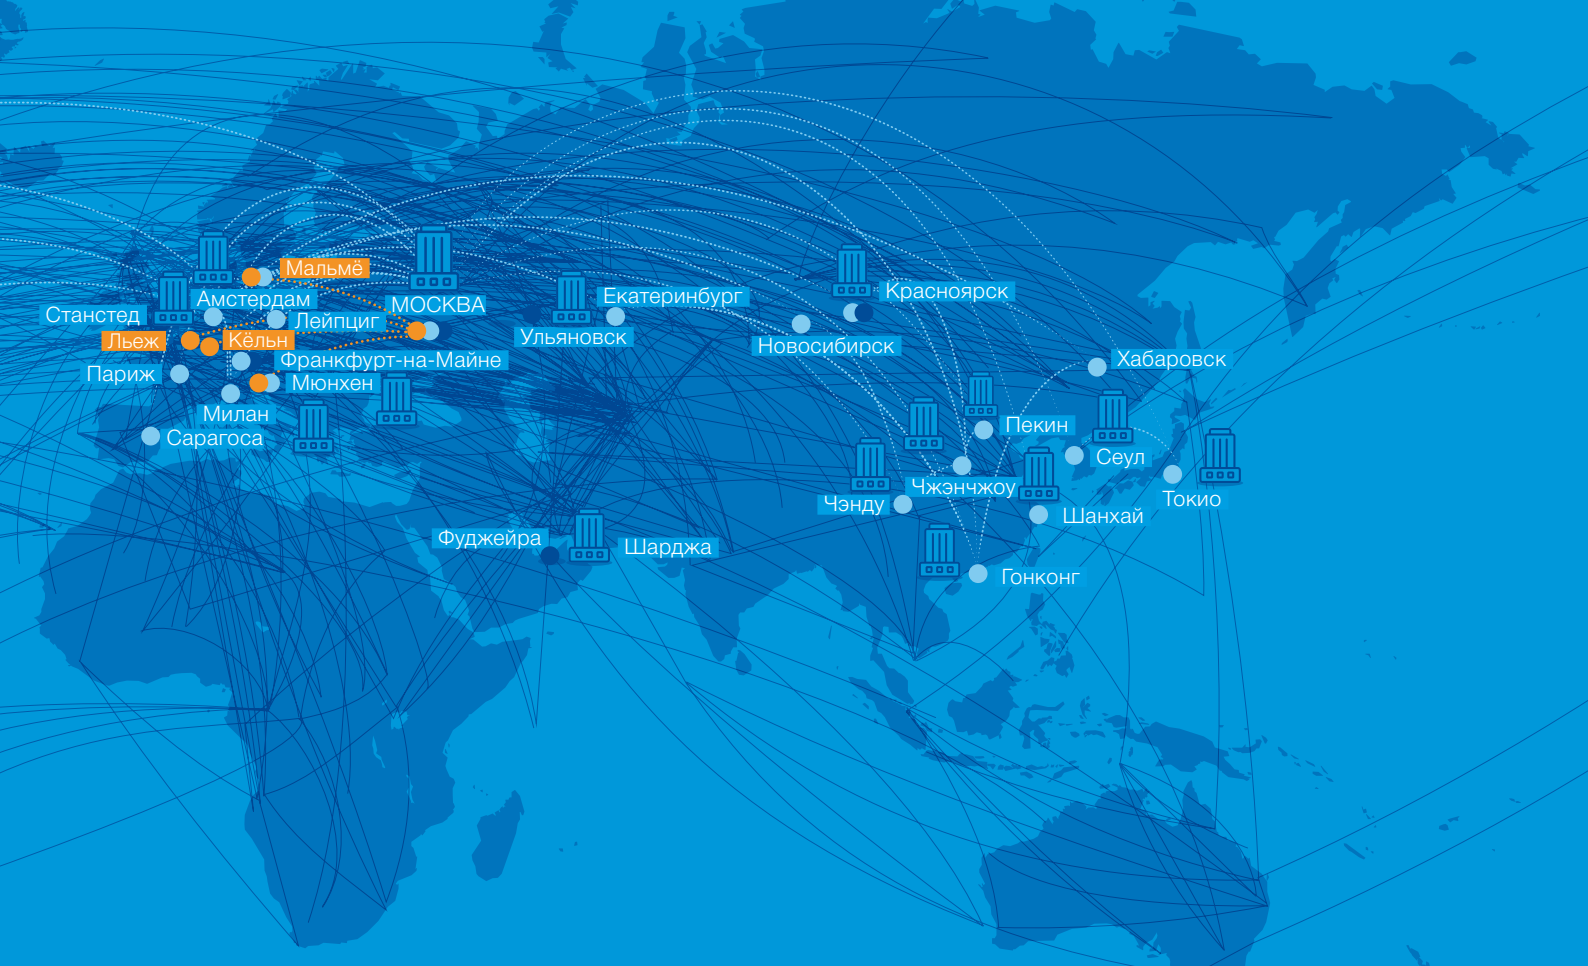 Мальмё
Амстердам
МОСКВА
Екатеринбург
Красноярск
Станстед
Лейпциг
Льеж
Кёльн
Ульяновск
Новосибирск
Франкфурт-на-Майне
Хабаровск
Париж
Мюнхен
Милан
Сарагоса
Пекин
Сеул
Чжэнчжоу
Токио
Чэнду
Шанхай
Фуджейра
Шарджа
Гонконг